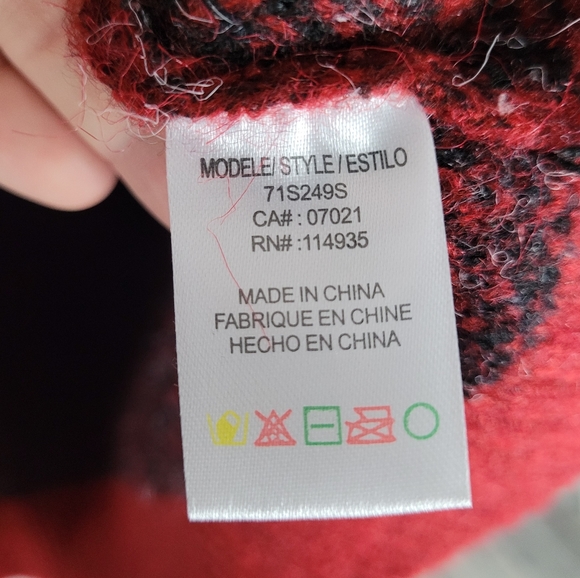 MODELE/ STYLE / ESTILO
71S249S
CA# : 07021
RN# :114935
MADE IN CHINA
FABRIQUE EN CHINE
HECHO EN CHINA